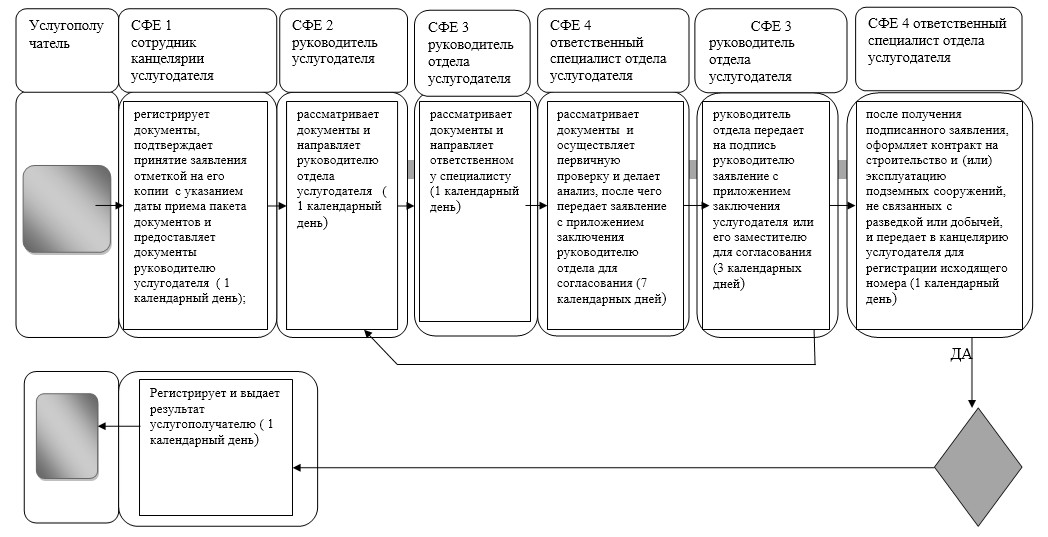 Услугополу
чатель
СФЕ 1
сотрудник
канцелярии
услугодателя
СФЕ 2
руководитель
услугодателя
СФЕ 3
руководитель
отдела
услугодателя
СФЕ 4
ответственный
специалист отдела
услугодателя
СФЕ 3
руководитель
отдела
услугодателя
СФЕ 4 ответственный
специалист отдела
услугодателя
регистрирует
документы,
подтверждает
принятие заявления
отметкой на его
копии с указанием
даты приема пакета
документов и
предоставляет
документы
руководителю
услугодателя ( 1
календарный день);
рассматривает
документы и
направляет
руководителю
отдела
услугодателя (
1 календарный
день)
рассматривает
документы и
направляет
ответственном
у специалисту
(1 календарный
день)
рассматривает
документы и
осуществляет
первичную
проверку и делает
анализ, после чего
передает заявление
с приложением
заключения
руководителю
отдела для
согласования (7
календарных дней)
руководитель
отдела передает
на подпись
руководителю
заявление с
приложением
заключения
услугодателя или
его заместителю
для согласования
(3 календарных
дней)
после получения
подписанного заявления,
оформляет контракт на
строительство и (или)
эксплуатацию
подземных сооружений,
не связанных с
разведкой или добычей,
и передает в канцелярию
услугодателя для
регистрации исходящего
номера (1 календарный
день)
ДА
Регистрирует и выдает
результат
услугополучателю ( 1
календарный день)